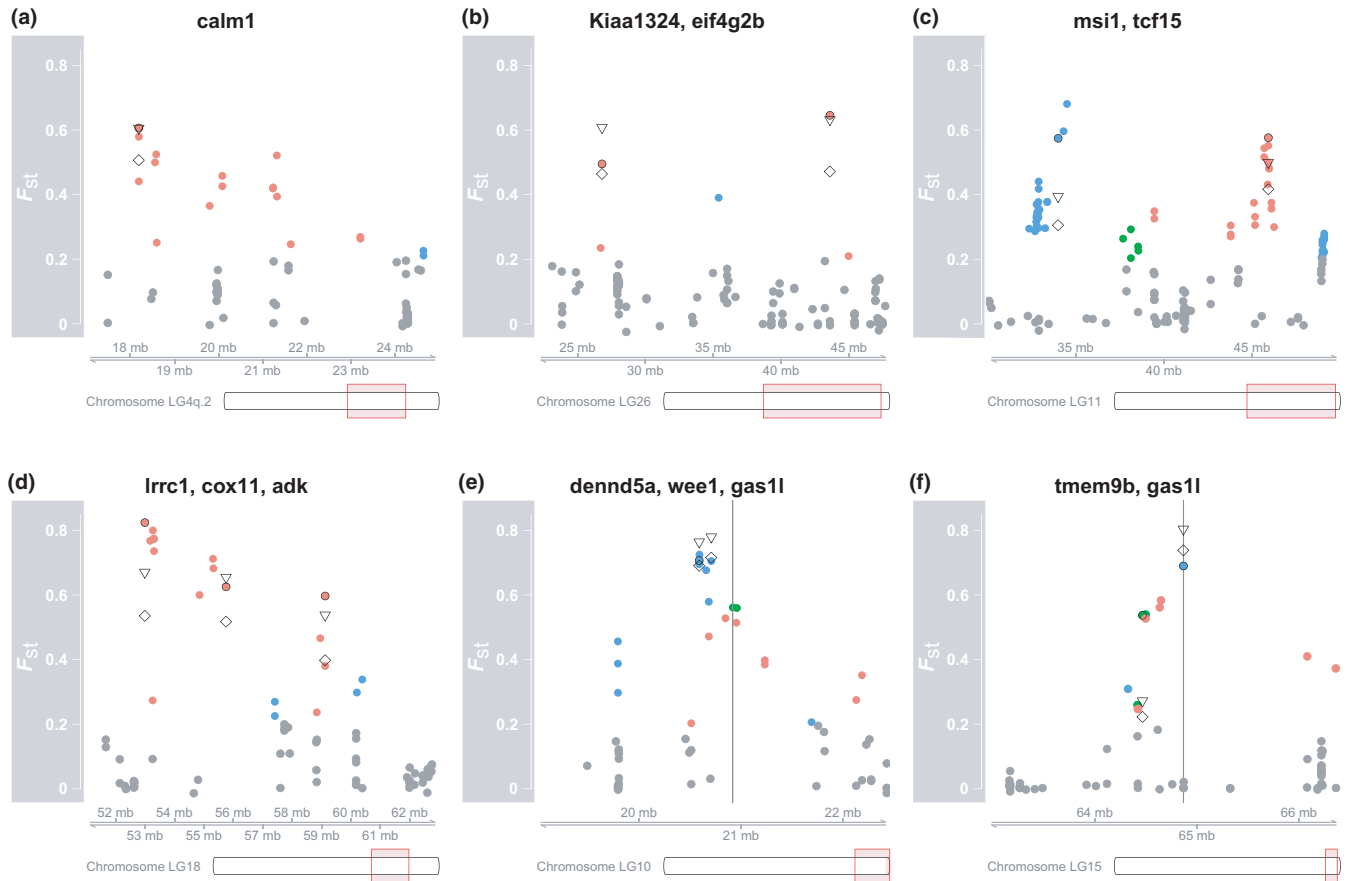 (a) calm1
Fst
0.8
0.6
0.4
0.2
0
18 mb 20 mb 22 mb 24 mb
19 mb 21 mb 23 mb
Chromosome LG4q.2
(b) Kiaa1324, eif4g2b
Fst
0.8
0.6
0.4
0.2
0
25 mb 35 mb 45 mb
30 mb 40 mb
Chromosome LG26
(c) msi1, tcf15
Fst
0.8
0.6
0.4
0.2
0
35 mb 45 mb
40 mb
Chromosome LG11
(d) lrrc1, cox11, adk
Fst
0.8
0.6
0.4
0.2
0
52 mb 54 mb 56 mb 58 mb 60 mb 62 mb
53 mb 55 mb 57 mb 59 mb 61 mb
Chromosome LG18
(e) dennd5a, wee1, gas1l
Fst
0.8
0.6
0.4
0.2
0
20 mb 22 mb
21 mb
Chromosome LG10
(f) tmem9b, gas1l
Fst
0.8
0.6
0.4
0.2
0
64 mb 66 mb
65 mb
Chromosome LG15